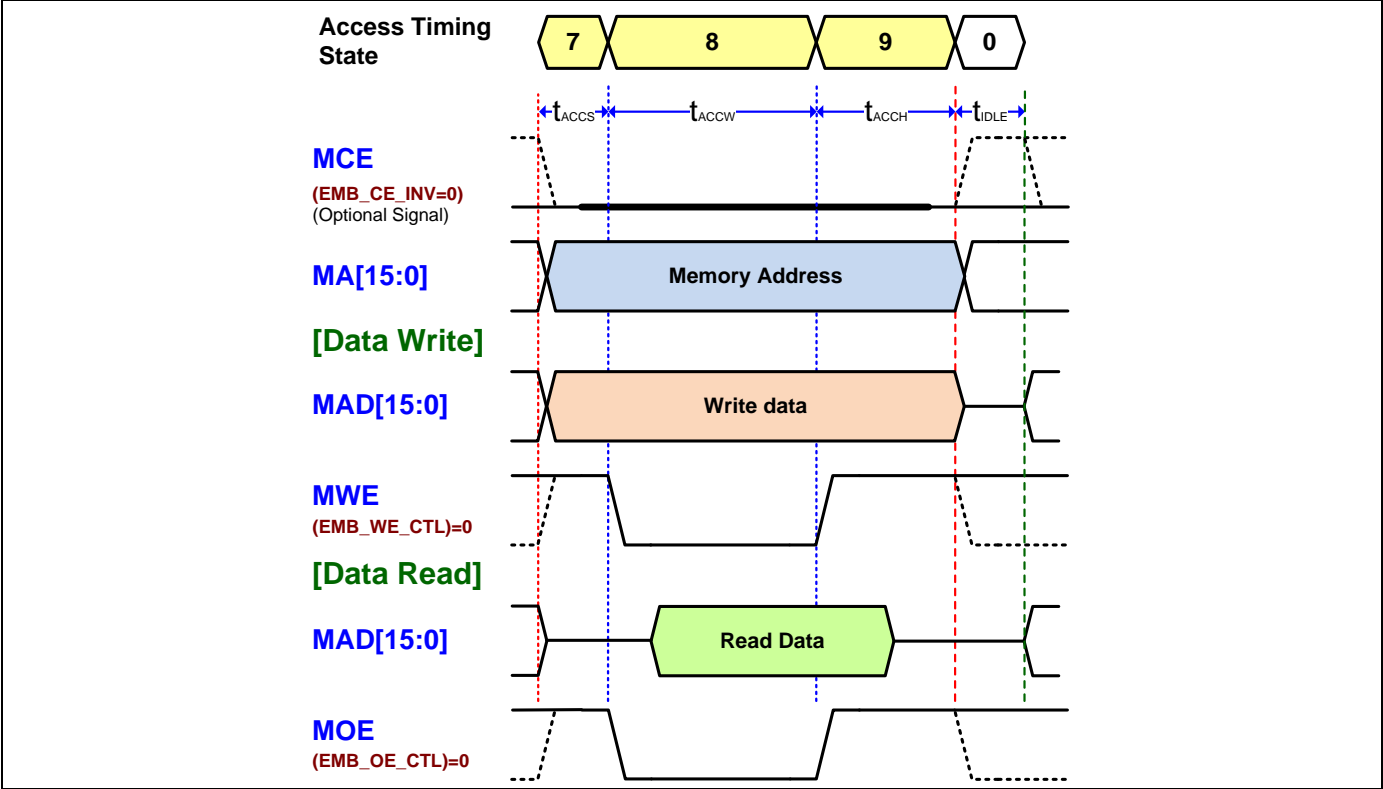 Access Timing
State
7
8
9
0
tACCS
tACCW
tACCH
tIDLE
MCE
(EMB_CE_INV=0)
(Optional Signal)
MA[15:0]
Memory Address
[Data Write]
MAD[15:0]
Write data
MWE
(EMB_WE_CTL)=0
[Data Read]
MAD[15:0]
Read Data
MOE
(EMB_OE_CTL)=0